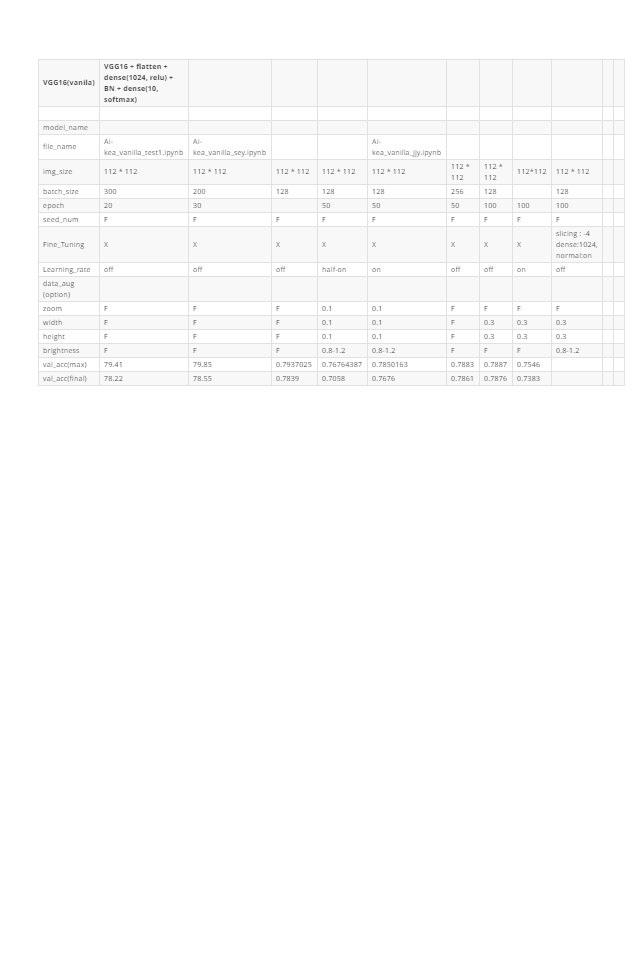 VGG16(vanila) VGG16 + flatten + dense(1024, relu) + BN + dense(10, softmax)
model_name
file_name AI-kea_vanilla_test1.ipynb AI-kea_vanilla_sey.ipynb AI-kea_vanilla_jjy.ipynb
img_size 112 * 112 112 * 112 112 * 112 112 * 112 112 * 112 112 * 112 112 * 112 112*112 112 * 112
batch_size 300 200 128 128 128 256 128 128
epoch 20 30 50 50 50 100 100 100
seed_num F F F F F F F F F
Fine_Tuning X X X X X X X X slicing : -4 dense:1024, normal:on
Learning_rate off off off half-on on off off on off
data_aug (option)
zoom F F F 0.1 0.1 F F F F
width F F F 0.1 0.1 F 0.3 0.3 0.3
height F F F 0.1 0.1 F 0.3 0.3 0.3
brightness F F F 0.8-1.2 0.8-1.2 F F F 0.8-1.2
val_acc(max) 79.41 79.85 0.7937025 0.76764387 0.7850163 0.7883 0.7887 0.7546
val_acc(final) 78.22 78.55 0.7839 0.7058 0.7676 0.7861 0.7876 0.7383